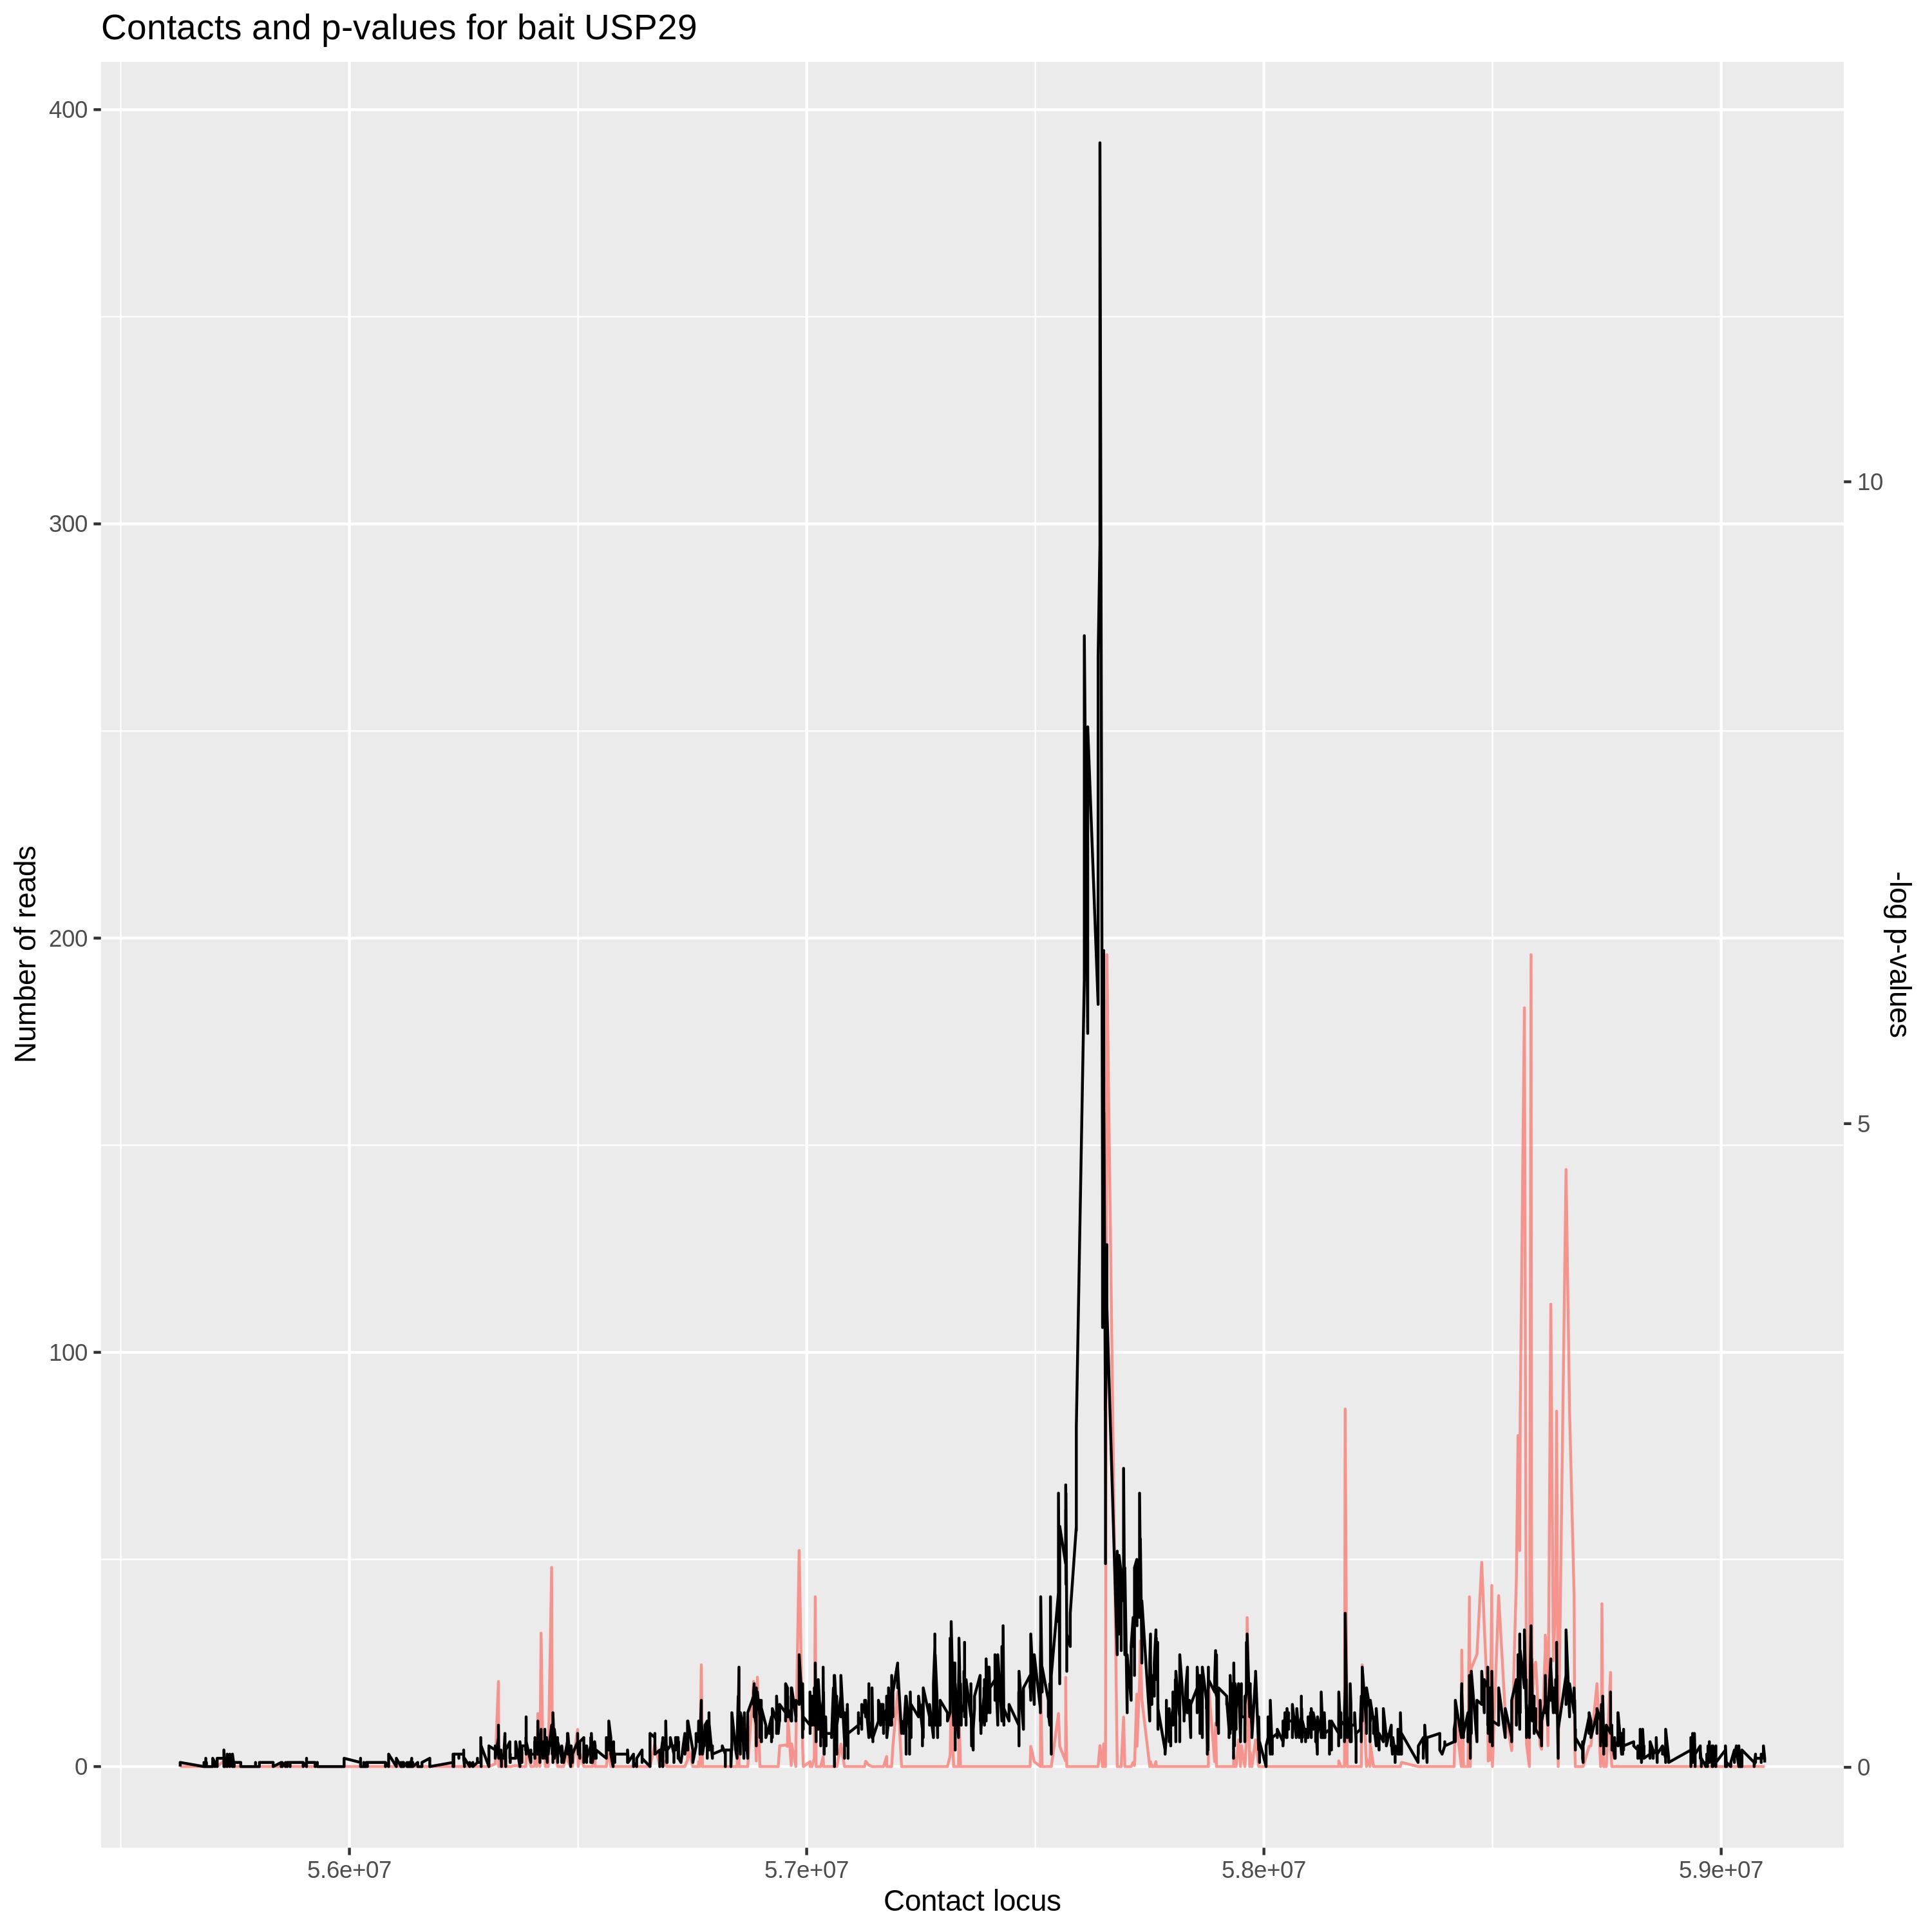 Contacts and p-values for bait USP29
400
300
200
100
0
10
5
0
Number of reads
-log p-values
5.6e+07 5.7e+07 5.8e+07 5.9e+07
Contact locus